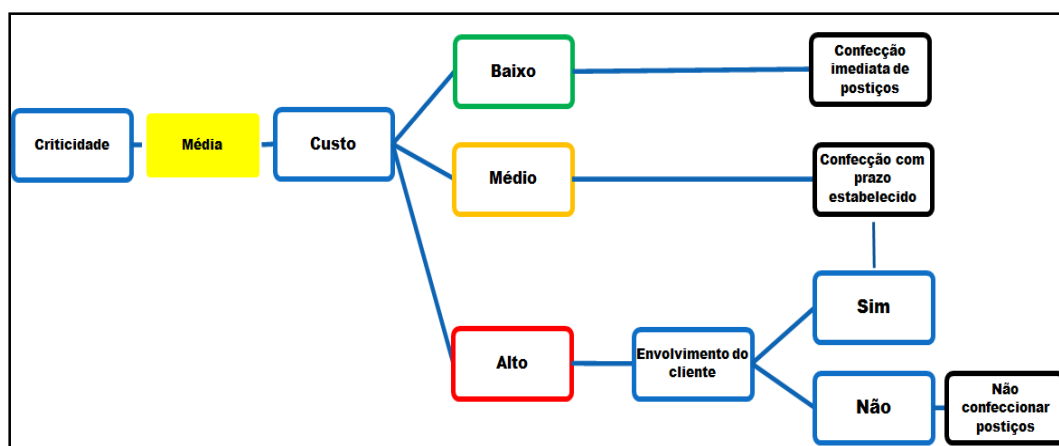 Criticidade
Média
Custo
Baixo
Confecção
imediata de
postiços
Médio
Confecção com
prazo
estabelecido
Alto
Envolvimento do
cliente
Sim
Não
Não
confeccionar
postiços